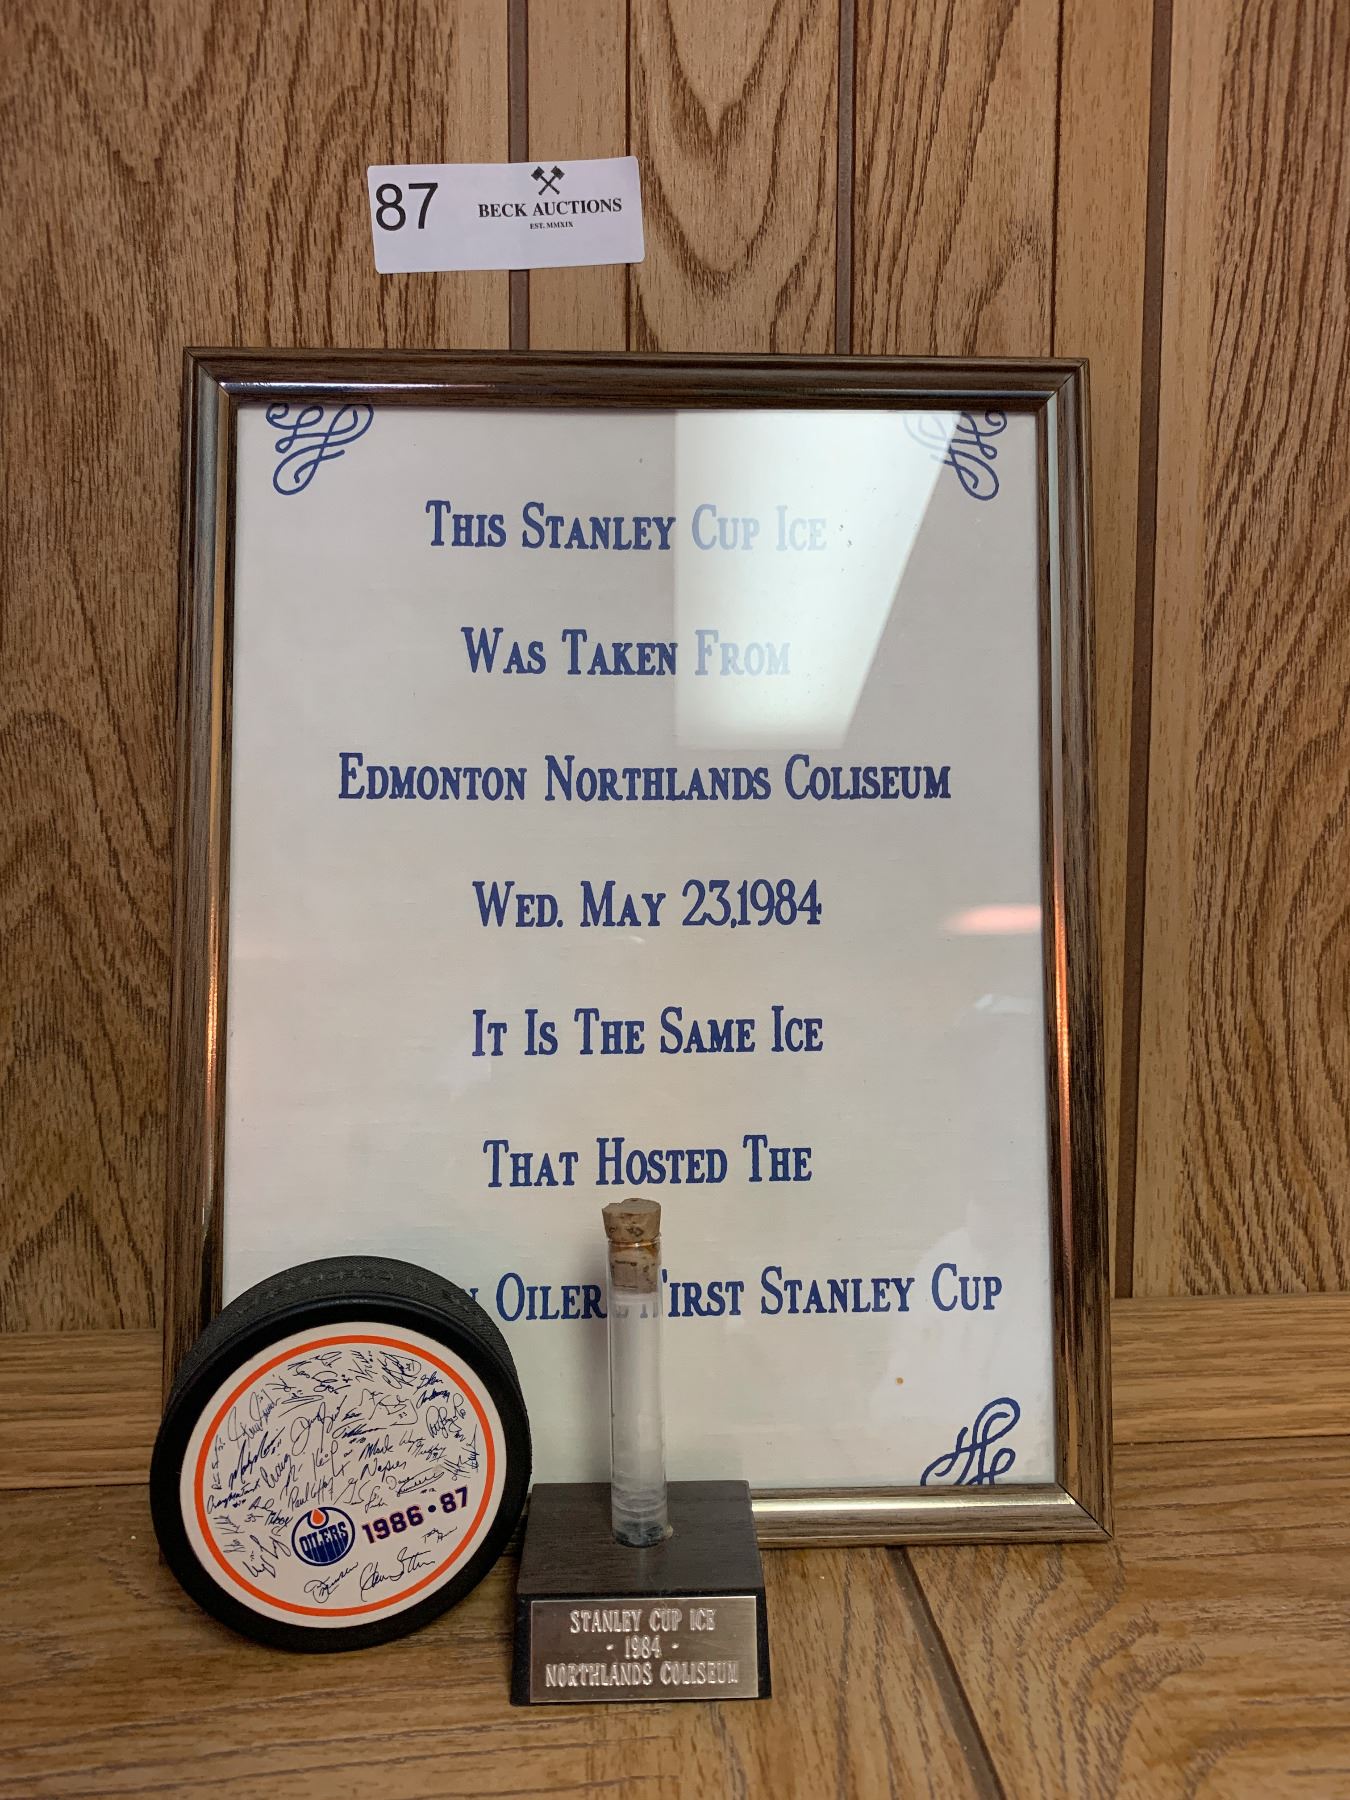 87
BECK AUCTIONS
EST. MMXIX
THIS STANLEY CUP ICE
WAS TAKEN FROM
EDMONTON NORTHLANDS COLISEUM
WED. MAY 23,1984
IT IS THE SAME ICE
THAT HOSTED THE
OILER FIRST STANLEY CUP
OILERS
1986 • 87
STANLEY CUP ICE
- 1984 -
NORTHLANDS COLISEUM